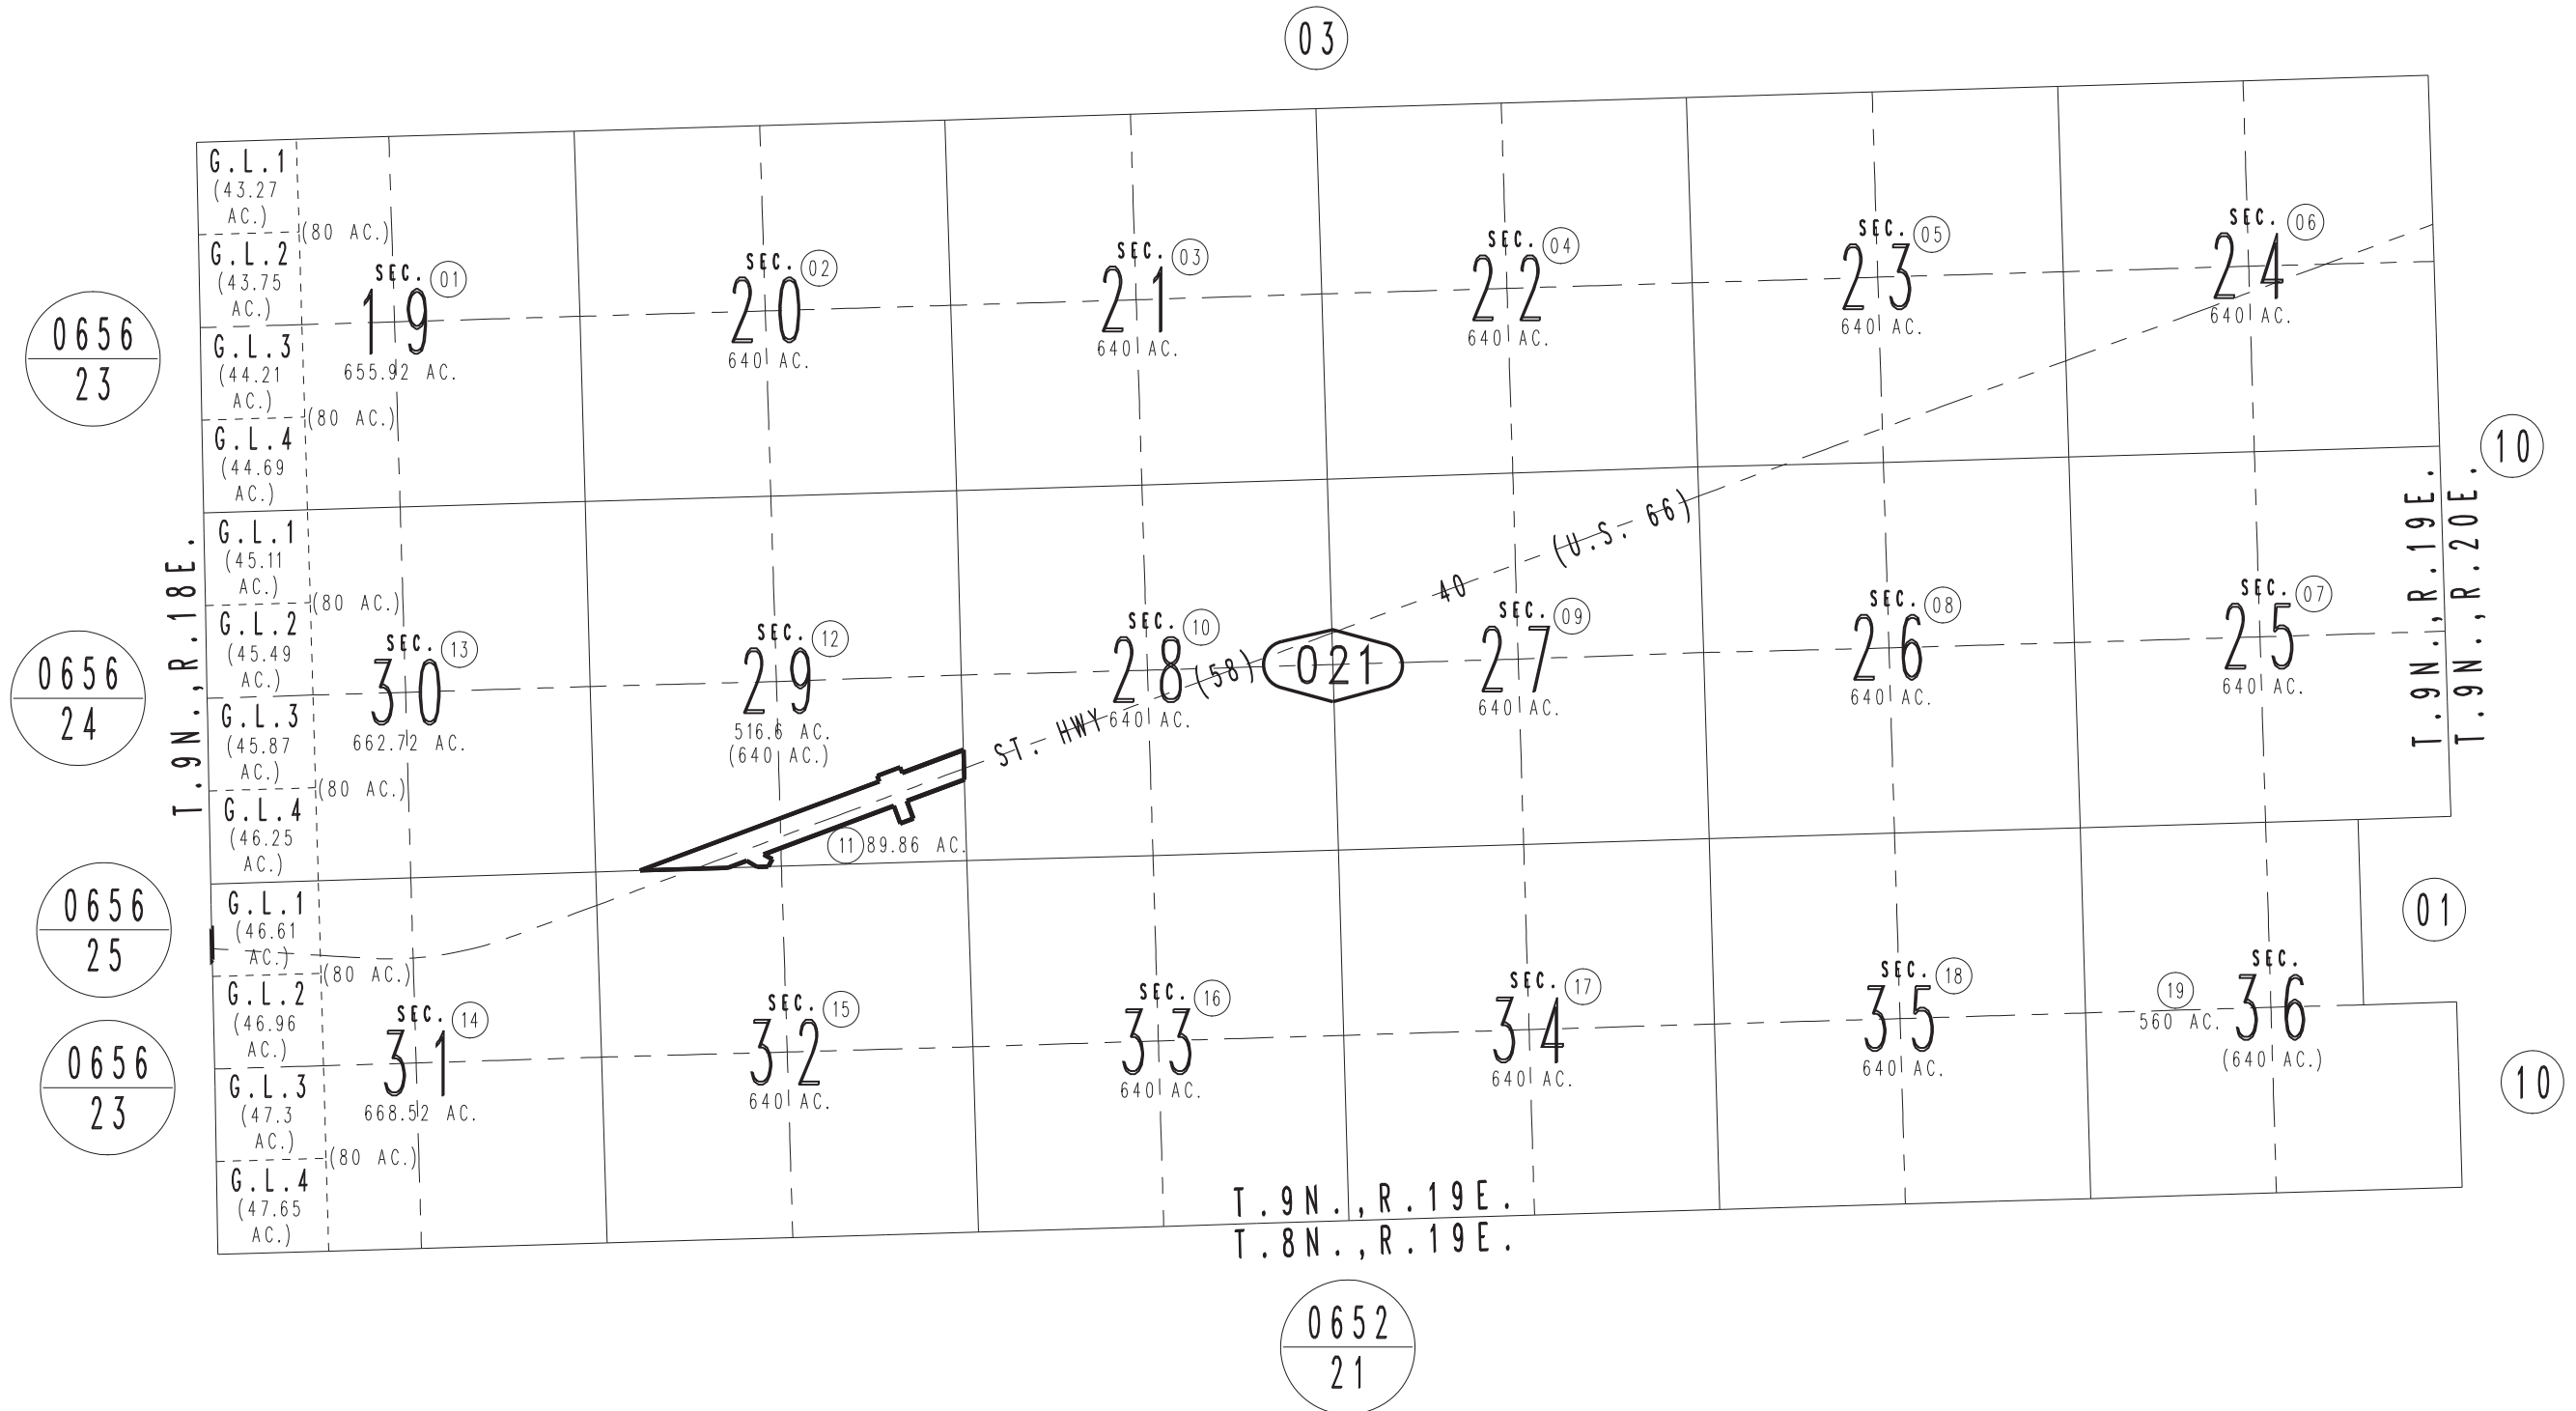 03
G.L.1
(43.27
AC.)
(80 AC.)
G.L.2
(43.75
AC.)
G.L.3
(44.21
AC.)
(80 AC.)
G.L.4
(44.69
AC.)
SEC. 01
19
655.92 AC.
SEC. 02
20
640 AC.
SEC. 03
21
640 AC.
SEC. 04
22
640 AC.
SEC. 05
23
640 AC.
SEC. 06
24
640 AC.
0656
23
10
T.9N.,R.18E.
T.9N.,R.19E.
T.9N.,R.20E.
G.L.1
(45.11
AC.)
(80 AC.)
G.L.2
(45.49
AC.)
G.L.3
(45.87
AC.)
(80 AC.)
G.L.4
(46.25
AC.)
SEC. 13
30
662.72 AC.
SEC. 12
29
516.6 AC.
(640 AC.)
11 89.86 AC.
SEC. 10
28
640 AC.
ST. HWY (58) 40 (U.S. 66)
021
SEC. 09
27
640 AC.
SEC. 08
26
640 AC.
SEC. 07
25
640 AC.
0656
24
0656
25
01
G.L.1
(46.61
AC.)
(80 AC.)
G.L.2
(46.96
AC.)
G.L.3
(47.3
AC.)
(80 AC.)
G.L.4
(47.65
AC.)
SEC. 14
31
668.52 AC.
SEC. 15
32
640 AC.
SEC. 16
33
640 AC.
SEC. 17
34
640 AC.
SEC. 18
35
640 AC.
19
560 AC.
SEC.
36
(640 AC.)
0656
23
10
T.9N.,R.19E.
T.8N.,R.19E.
0652
21